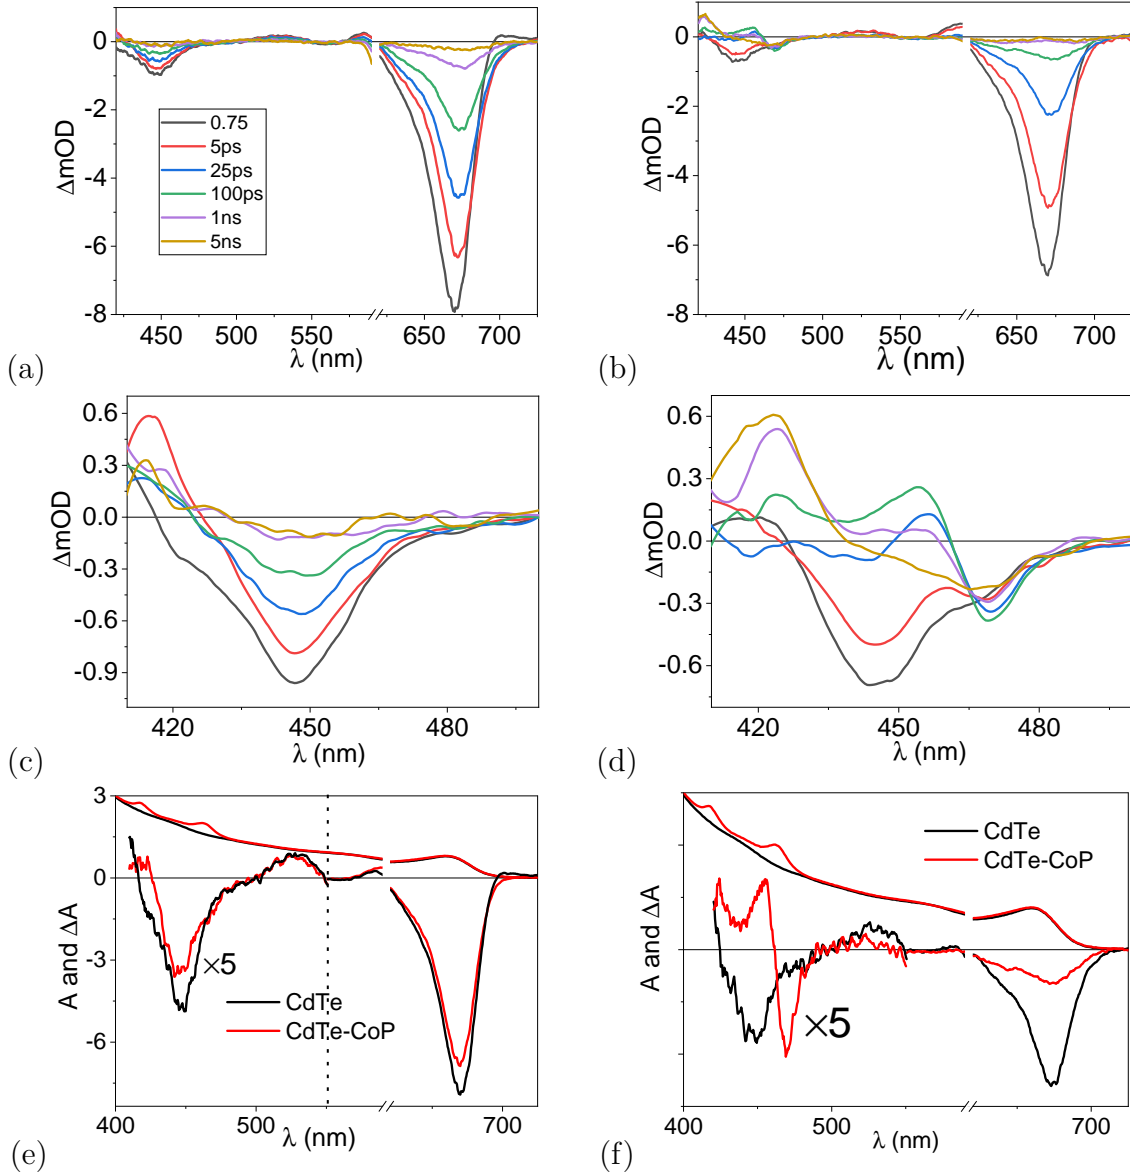 0
-2
-4
-6
-8
ΔmOD
450 500 550 650 700
λ (nm)
0.75
5ps
25ps
100ps
1ns
5ns
(a)
0
-2
-4
-6
-8
ΔmOD
450 500 550 650 700
λ (nm)
(b)
0.6
0.3
0.0
-0.3
-0.6
-0.9
ΔmOD
420 450 480
λ (nm)
(c)
0.6
0.3
0.0
-0.3
-0.6
ΔmOD
420 450 480
λ (nm)
(d)
3
0
-3
-6
A and ΔA
×5
CdTe
CdTe-CoP
400 500 700
λ (nm)
(e)
A and ΔA
CdTe
CdTe-CoP
×5
400 500 700
λ (nm)
(f)